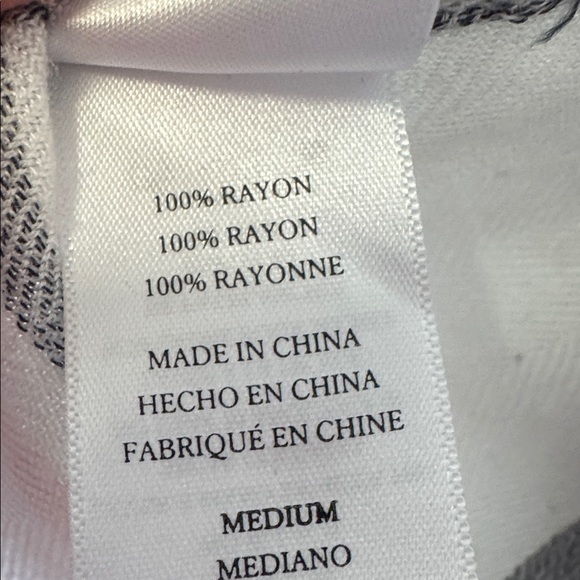 100% RAYON
100% RAYON
100% RAYONNE
MADE IN CHINA
HECHO EN CHINA
FABRIQUÉ EN CHINE
MEDIUM
MEDIANO